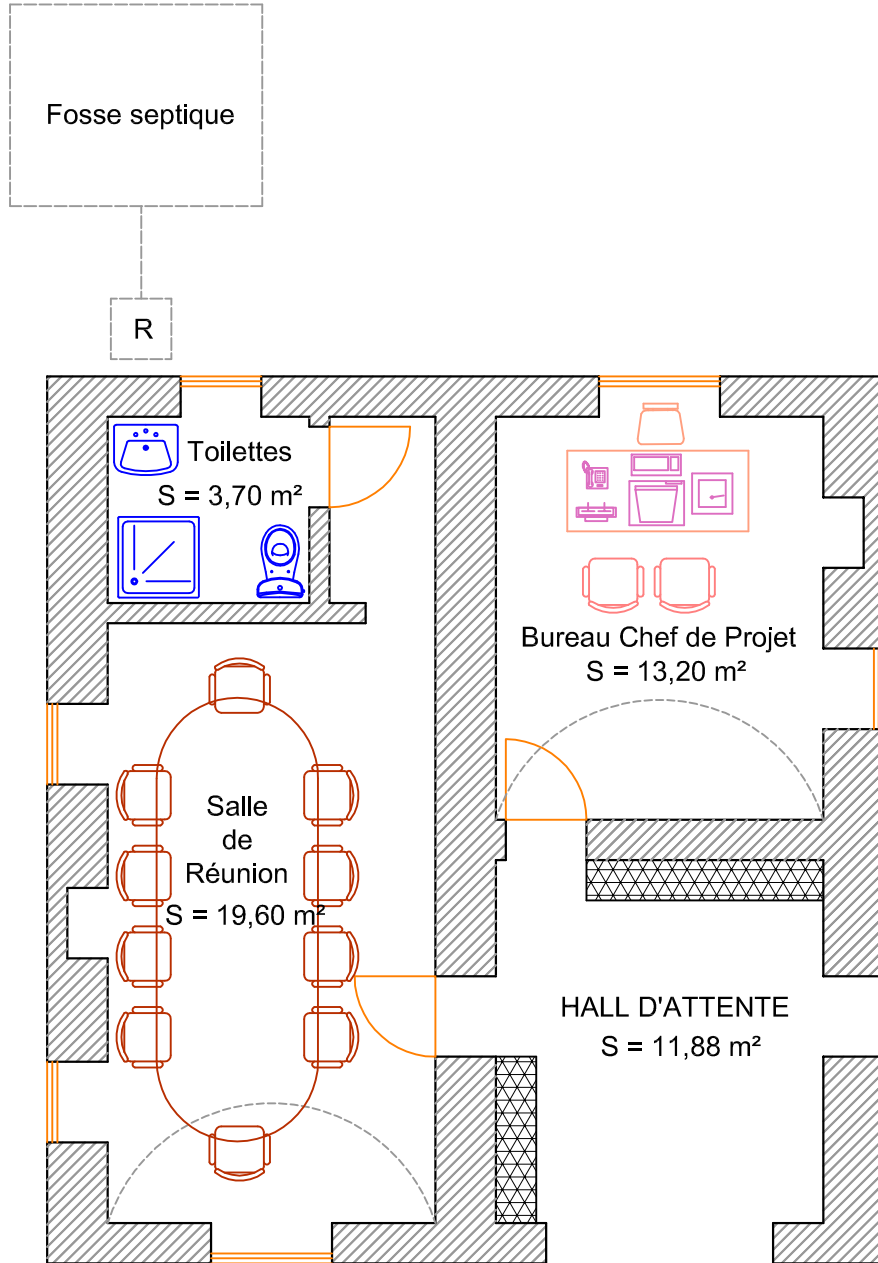 Fosse septique
R
Toilettes
S = 3,70 m²
Bureau Chef de Projet
S = 13,20 m²
Salle
de
Réunion
S = 19,60 m²
HALL D'ATTENTE
S = 11,88 m²